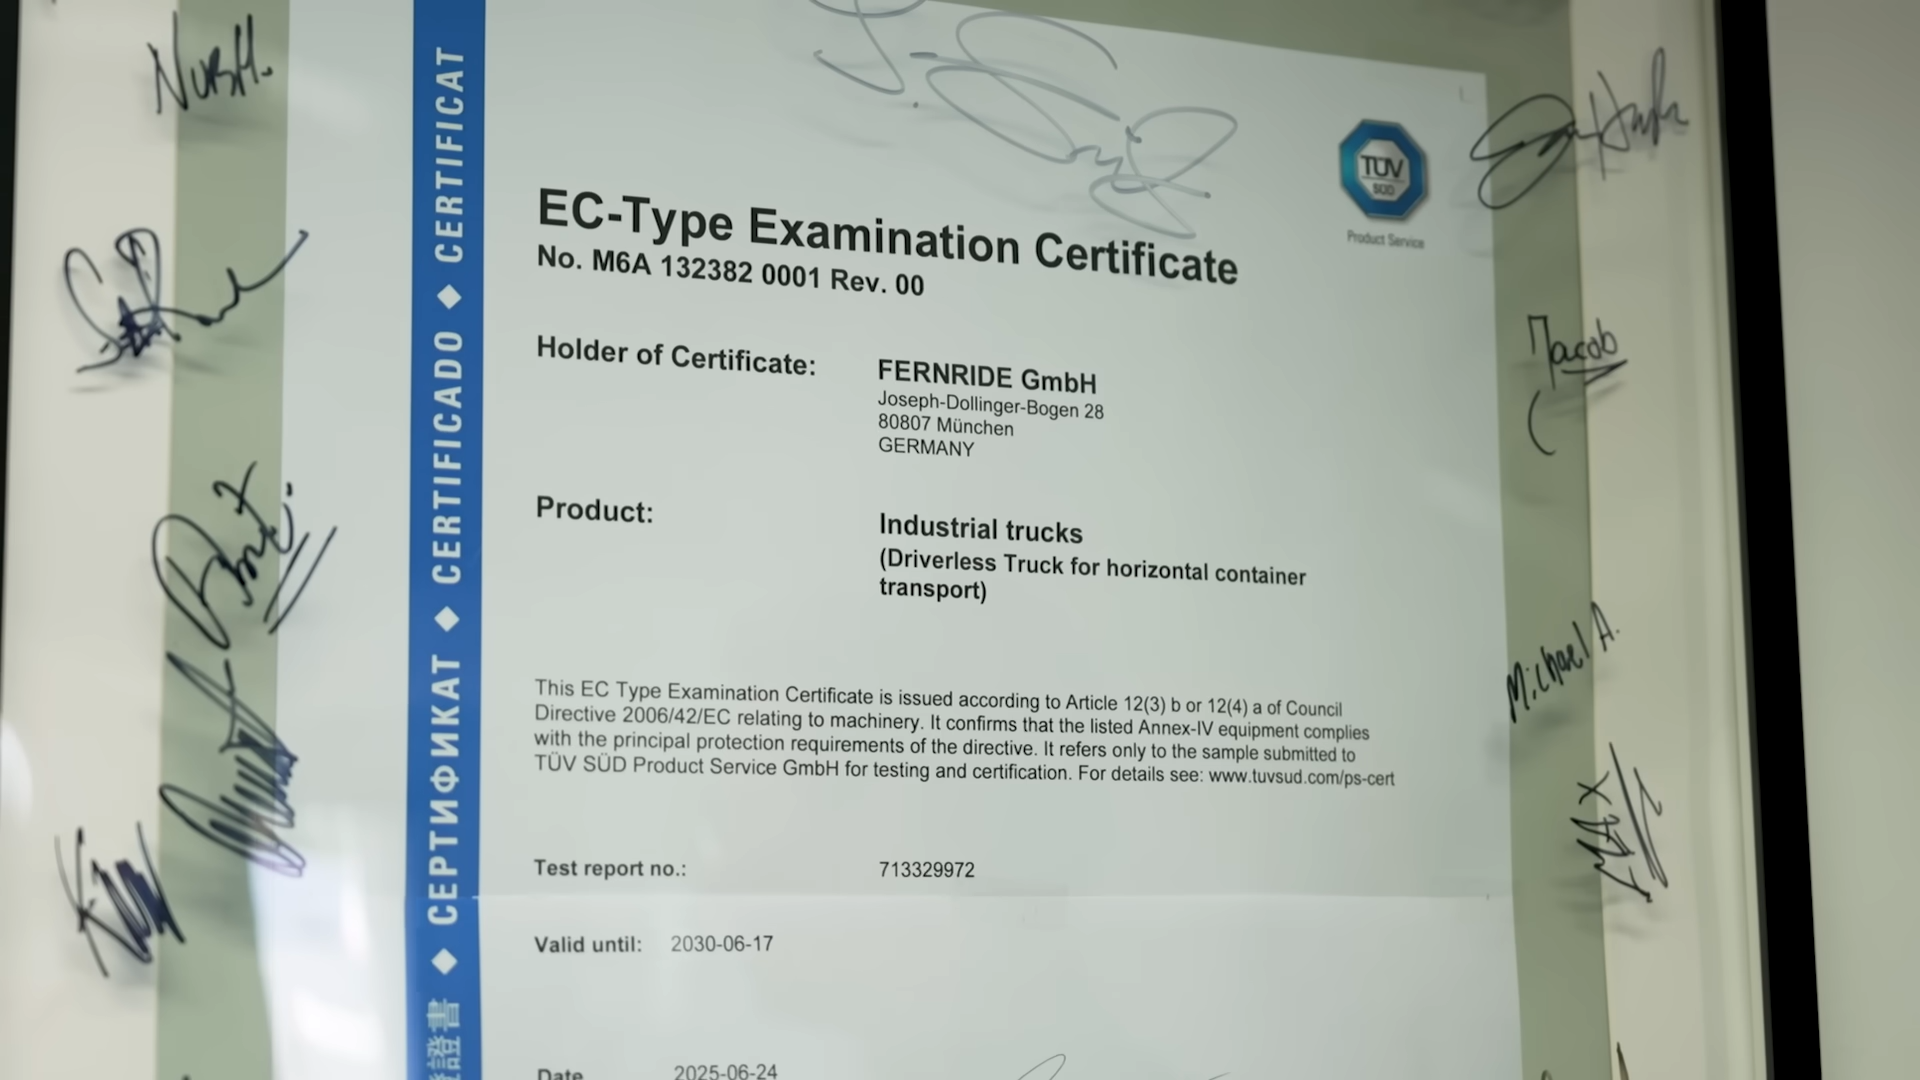 CERTIFICAT
CERTIFICADO
СЕРТИФИКАТ
證書
EC-Type Examination Certificate
No. M6A 132382 0001 Rev. 00
TÜV
SÜD
Product Service
Holder of Certificate:
FERNRIDE GmbH
Joseph-Dollinger-Bogen 28
80807 München
GERMANY
Product:
Industrial trucks
(Driverless Truck for horizontal container
transport)
This EC Type Examination Certificate is issued according to Article 12(3) b or 12(4) a of Council
Directive 2006/42/EC relating to machinery. It confirms that the listed Annex-IV equipment complies
with the principal protection requirements of the directive. It refers only to the sample submitted to
TÜV SÜD Product Service GmbH for testing and certification. For details see: www.tuvsud.com/ps-cert
Test report no.: 713329972
Valid until: 2030-06-17
Date 2025-06-24
Michael A.